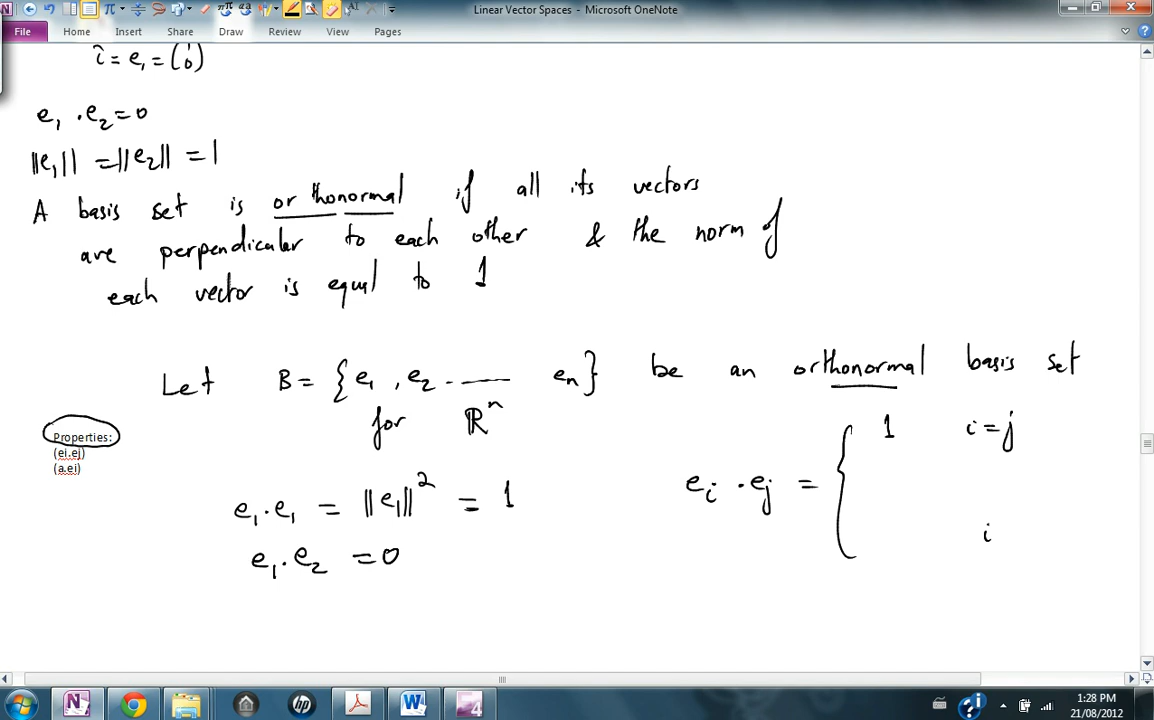 Linear Vector Spaces - Microsoft OneNote
File Home Insert Share Draw Review View Pages
î = e₁ = (1 0)
e₁ . e₂ = 0
||e₁|| = ||e₂|| = 1
A basis set is orthonormal if all its vectors
are perpendicular to each other & the norm of
each vector is equal to 1
Let B = {e₁, e₂ ... eₙ} be an orthonormal basis set
for ℝⁿ
Properties:
(ei.ej)
(a.ei)
e₁ . e₁ = ||e₁||² = 1
e₁ . e₂ = 0
eᵢ . eⱼ = { 1 i = j
i
1:28 PM
21/08/2012